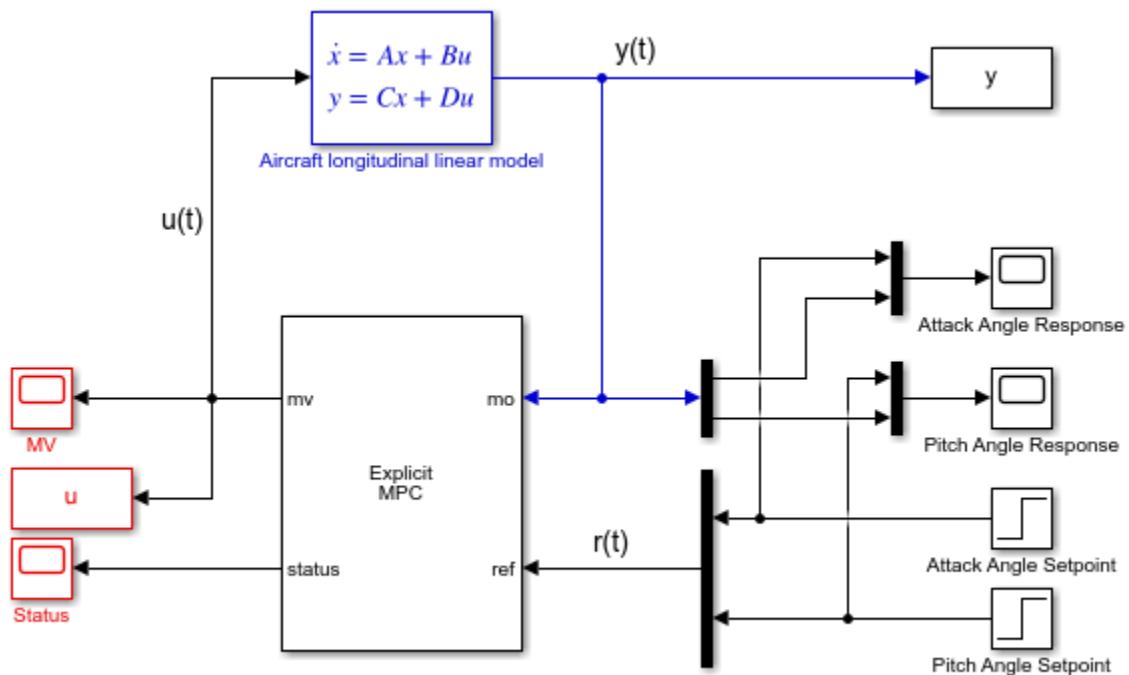 ẋ = Ax + Bu
y = Cx + Du
Aircraft longitudinal linear model
y(t)
y
u(t)
Attack Angle Response
mv
mo
MV
Pitch Angle Response
Explicit
MPC
u
r(t)
status
ref
Attack Angle Setpoint
Status
Pitch Angle Setpoint